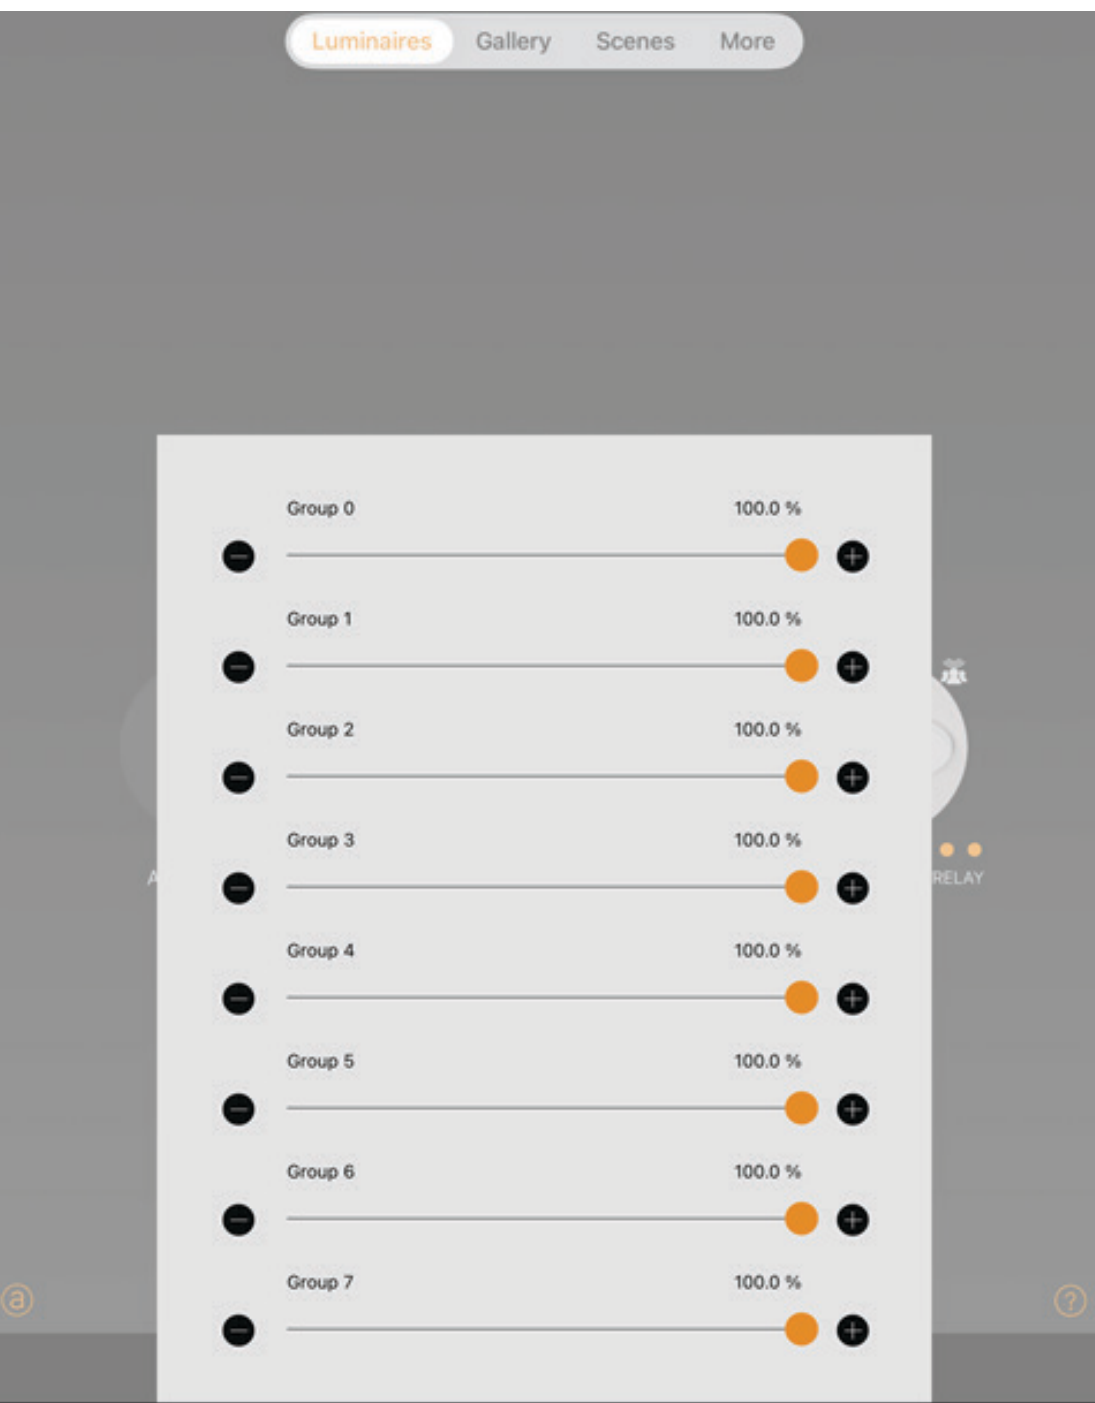 Luminaires Gallery Scenes More
Group 0 100.0 %
Group 1 100.0 %
Group 2 100.0 %
Group 3 100.0 %
RELAY
Group 4 100.0 %
Group 5 100.0 %
Group 6 100.0 %
Group 7 100.0 %
a ?